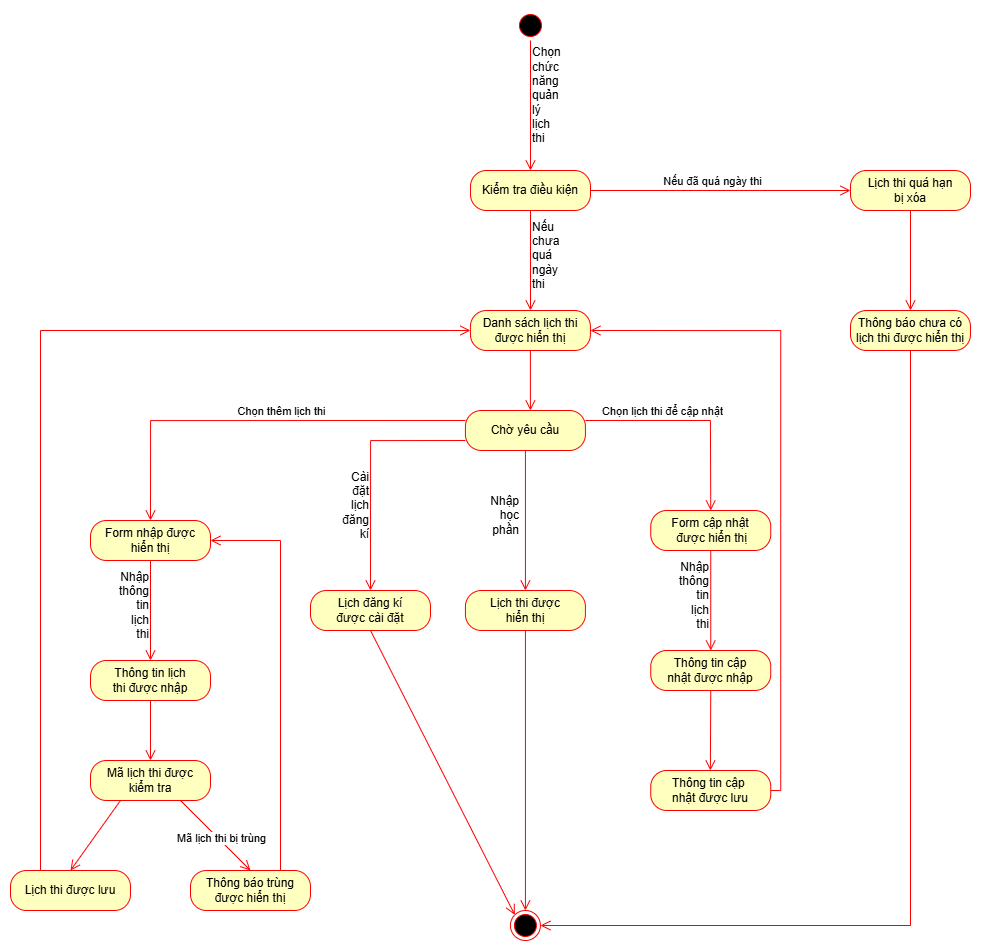 Chọn
chức
năng
quản
lý
lịch
thi
Kiểm tra điều kiện
Nếu đã quá ngày thi
Lịch thi quá hạn
bị xóa
Nếu
chưa
quá
ngày
thi
Danh sách lịch thi
được hiển thị
Thông báo chưa có
lịch thi được hiển thị
Chọn thêm lịch thi
Chờ yêu cầu
Chọn lịch thi để cập nhật
Cài
đặt
lịch
đăng
kí
Nhập
học
phần
Form nhập được
hiển thị
Form cập nhật
được hiển thị
Nhập
thông
tin
lịch
thi
Nhập
thông
tin
lịch
thi
Lịch đăng kí
được cài đặt
Lịch thi được
hiển thị
Thông tin lịch
thi được nhập
Thông tin cập
nhật được nhập
Mã lịch thi được
kiểm tra
Thông tin cập
nhật được lưu
Mã lịch thi bị trùng
Lịch thi được lưu
Thông báo trùng
được hiển thị